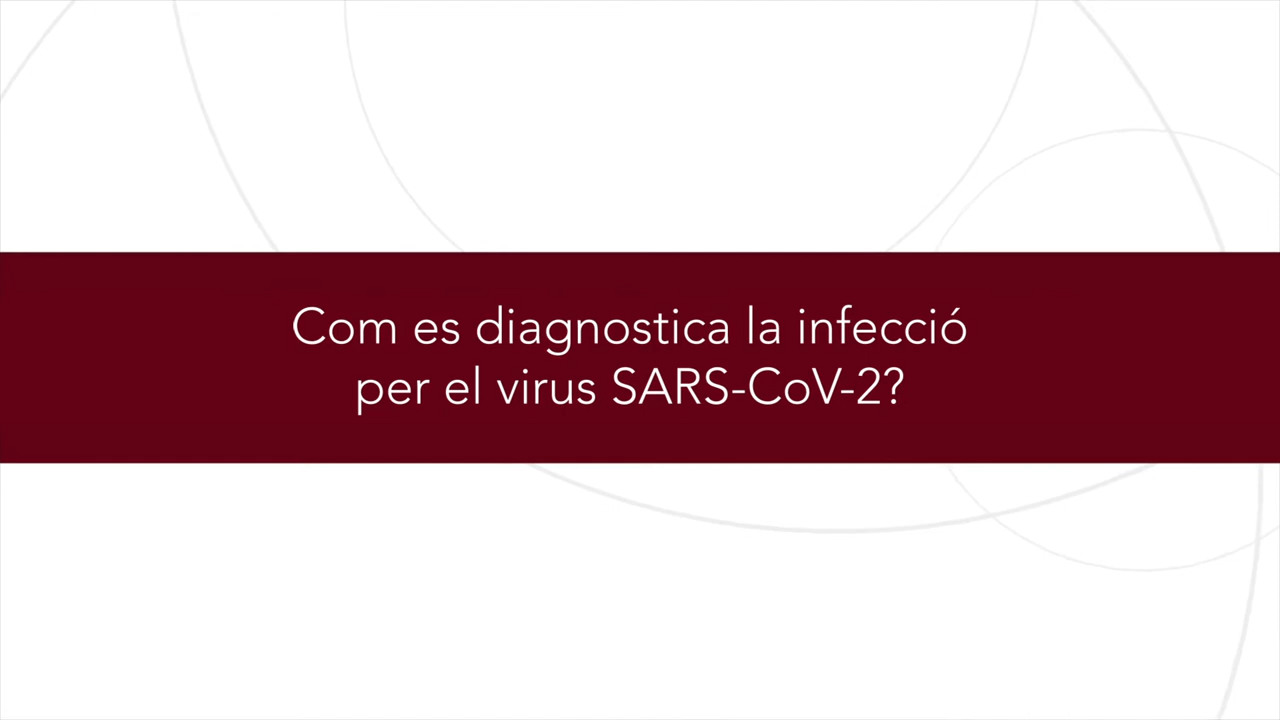 Com es diagnostica la infecció
per el virus SARS-CoV-2?